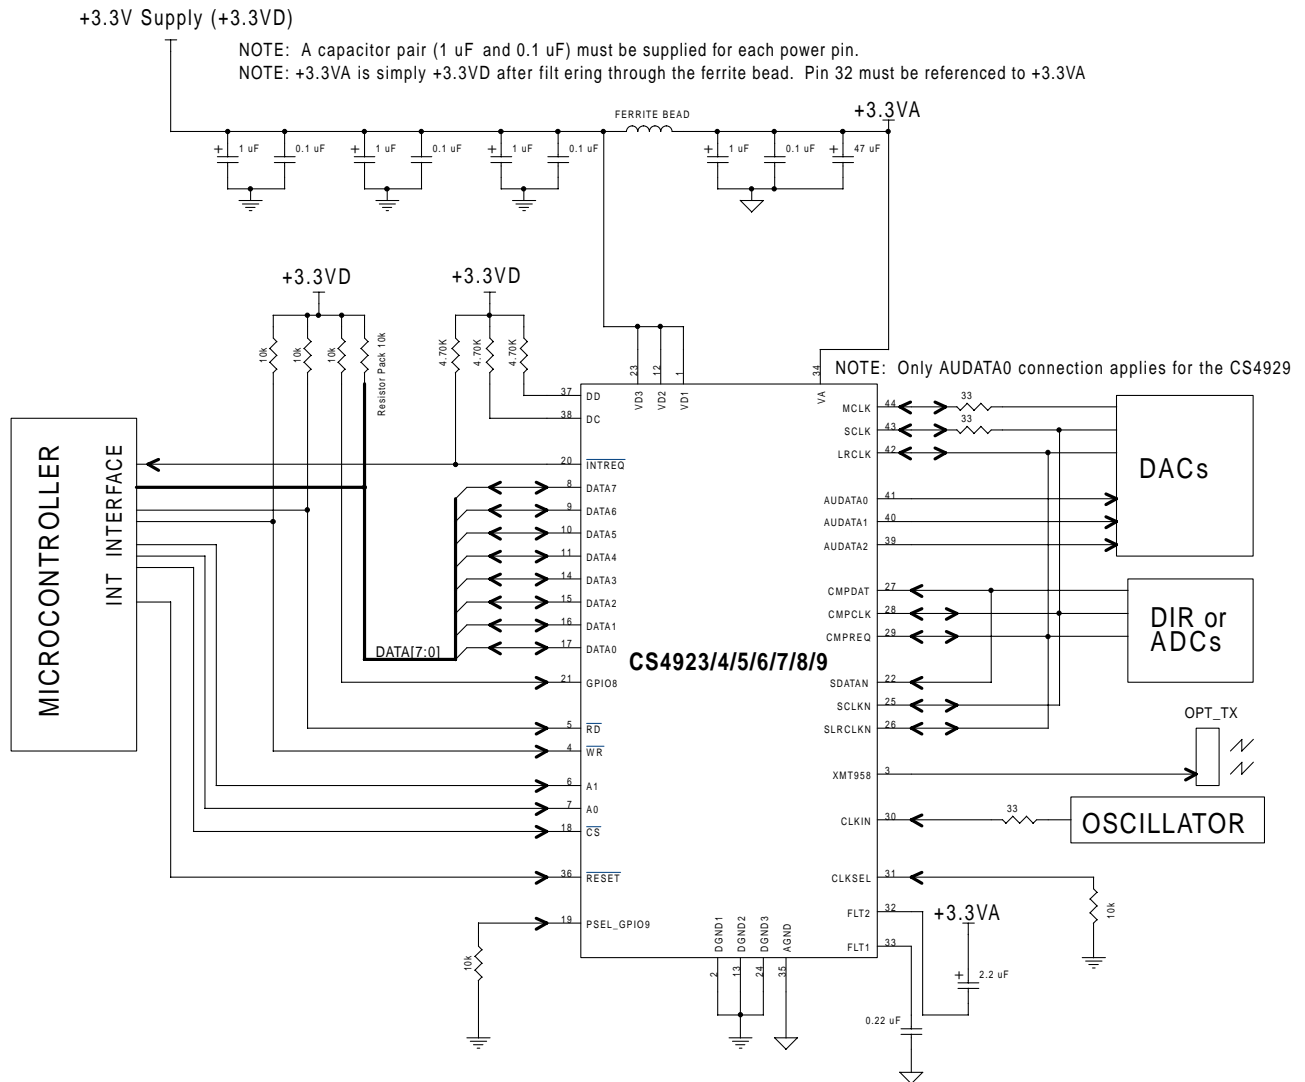 +3.3V Supply (+3.3VD)
NOTE: A capacitor pair (1 uF and 0.1 uF) must be supplied for each power pin.
NOTE: +3.3VA is simply +3.3VD after filt ering through the ferrite bead. Pin 32 must be referenced to +3.3VA
FERRITE BEAD
+3.3VA
+ 1 uF
0.1 uF
+ 1 uF
0.1 uF
+ 1 uF
0.1 uF
+ 1 uF
0.1 uF
+ 47 uF
+3.3VD
+3.3VD
10k
10k
10k
Resistor Pack 10k
4.70K
4.70K
4.70K
23
12
1
34
VD3
VD2
VD1
VA
NOTE: Only AUDATA0 connection applies for the CS4929
MICROCONTROLLER
INT INTERFACE
DATA[7:0]
37 DD
38 DC
20 INTREQ
8 DATA7
9 DATA6
10 DATA5
11 DATA4
14 DATA3
15 DATA2
16 DATA1
17 DATA0
21 GPIO8
5 RD
4 WR
6 A1
7 A0
18 CS
36 RESET
19 PSEL_GPIO9
10k
CS4923/4/5/6/7/8/9
MCLK 44 33
SCLK 43 33
LRCLK 42
AUDATA0 41
AUDATA1 40
AUDATA2 39
DACs
CMPDAT 27
CMPCLK 28
CMPREQ 29
DIR or
ADCs
SDATAN 22
SCLKN 25
SLRCLKN 26
OPT_TX
XMT958 3
CLKIN 30 33
OSCILLATOR
CLKSEL 31
10k
FLT2 32
+3.3VA
FLT1 33
+ 2.2 uF
0.22 uF
DGND1
DGND2
DGND3
AGND
2
13
24
35